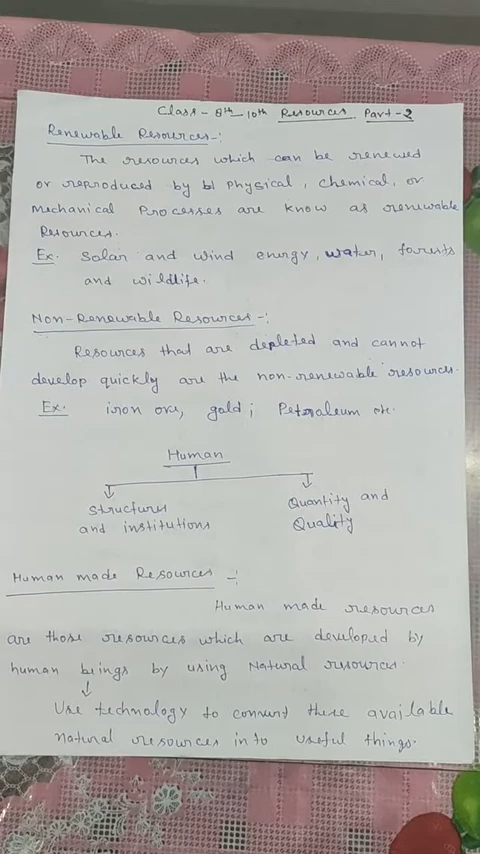 Class - 8th - 10th Resources Part - 2
Renewable Resources -:
The resources which can be renewed
or reproduced by physical, chemical, or
Mechanical Processes are know as renewable
Resources.
Ex. Solar and wind energy, water, forests
and wildlife.
Non-Renewable Resources -:
Resources that are depleted and cannot
develop quickly are the non-renewable resources.
Ex. iron ore, gold; Petroleum etc.
Human
Structures and institutions
Quantity and Quality
Human made Resources -:
Human made resources
are those resources which are developed by
human beings by using Natural resources.
Use technology to convert these available
natural resources into useful things.